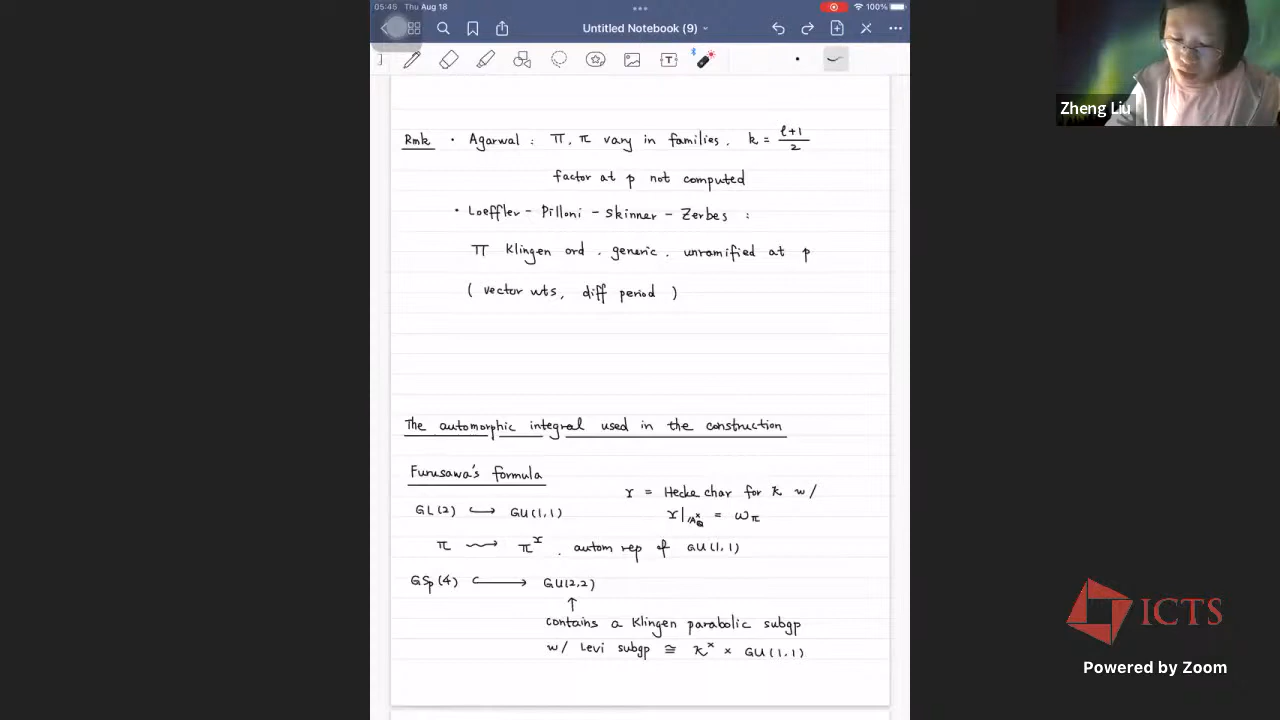 05:45 Thu Aug 18
100%
Untitled Notebook (9)
Zheng Liu
Rmk · Agarwal : Π, π vary in families. k = (ℓ+1)/2
factor at p not computed
· Loeffler - Pilloni - Skinner - Zerbes :
Π Klingen ord. generic. unramified at p
( vector wts, diff period )
The automorphic integral used in the construction
Furusawa's formula
GL(2) ↪ GU(1,1)
χ = Hecke char for K w/
χ|_{A_Q^×} = ω_π
π ⇝ π^χ, autom rep of GU(1,1)
GSp(4) ↪ GU(2,2)
↑
contains a Klingen parabolic subgp
w/ Levi subgp ≅ K^× × GU(1,1)
ICTS
Powered by Zoom